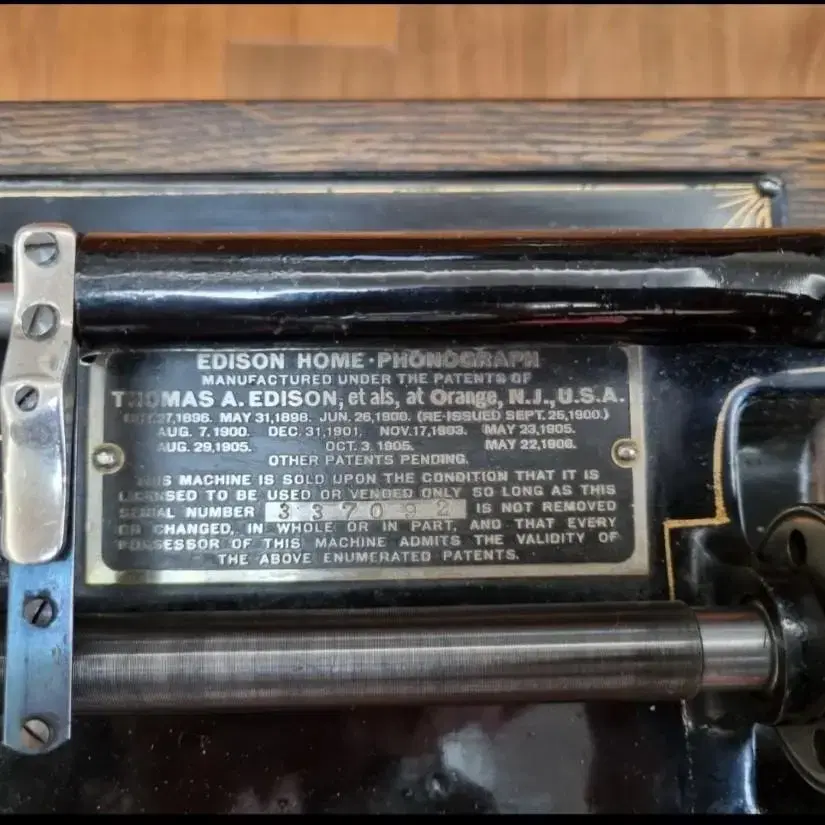 EDISON HOME·PHONOGRAPH
MANUFACTURED UNDER THE PATENTS OF
THOMAS A. EDISON, et als, at Orange, N.J., U.S.A.
27,1896. MAY 31,1898. JUN. 26,1900. (RE-ISSUED SEPT. 25,1900.)
AUG. 7,1900. DEC. 31,1901. NOV.17,1903. MAY 23,1905.
AUG. 29,1905. OCT. 3, 1905. MAY 22,1906.
OTHER PATENTS PENDING.
THIS MACHINE IS SOLD UPON THE CONDITION THAT IT IS
LICENSED TO BE USED OR VENDED ONLY SO LONG AS THIS
SERIAL NUMBER 337092 IS NOT REMOVED
OR CHANGED, IN WHOLE OR IN PART, AND THAT EVERY
POSSESSOR OF THIS MACHINE ADMITS THE VALIDITY OF
THE ABOVE ENUMERATED PATENTS.